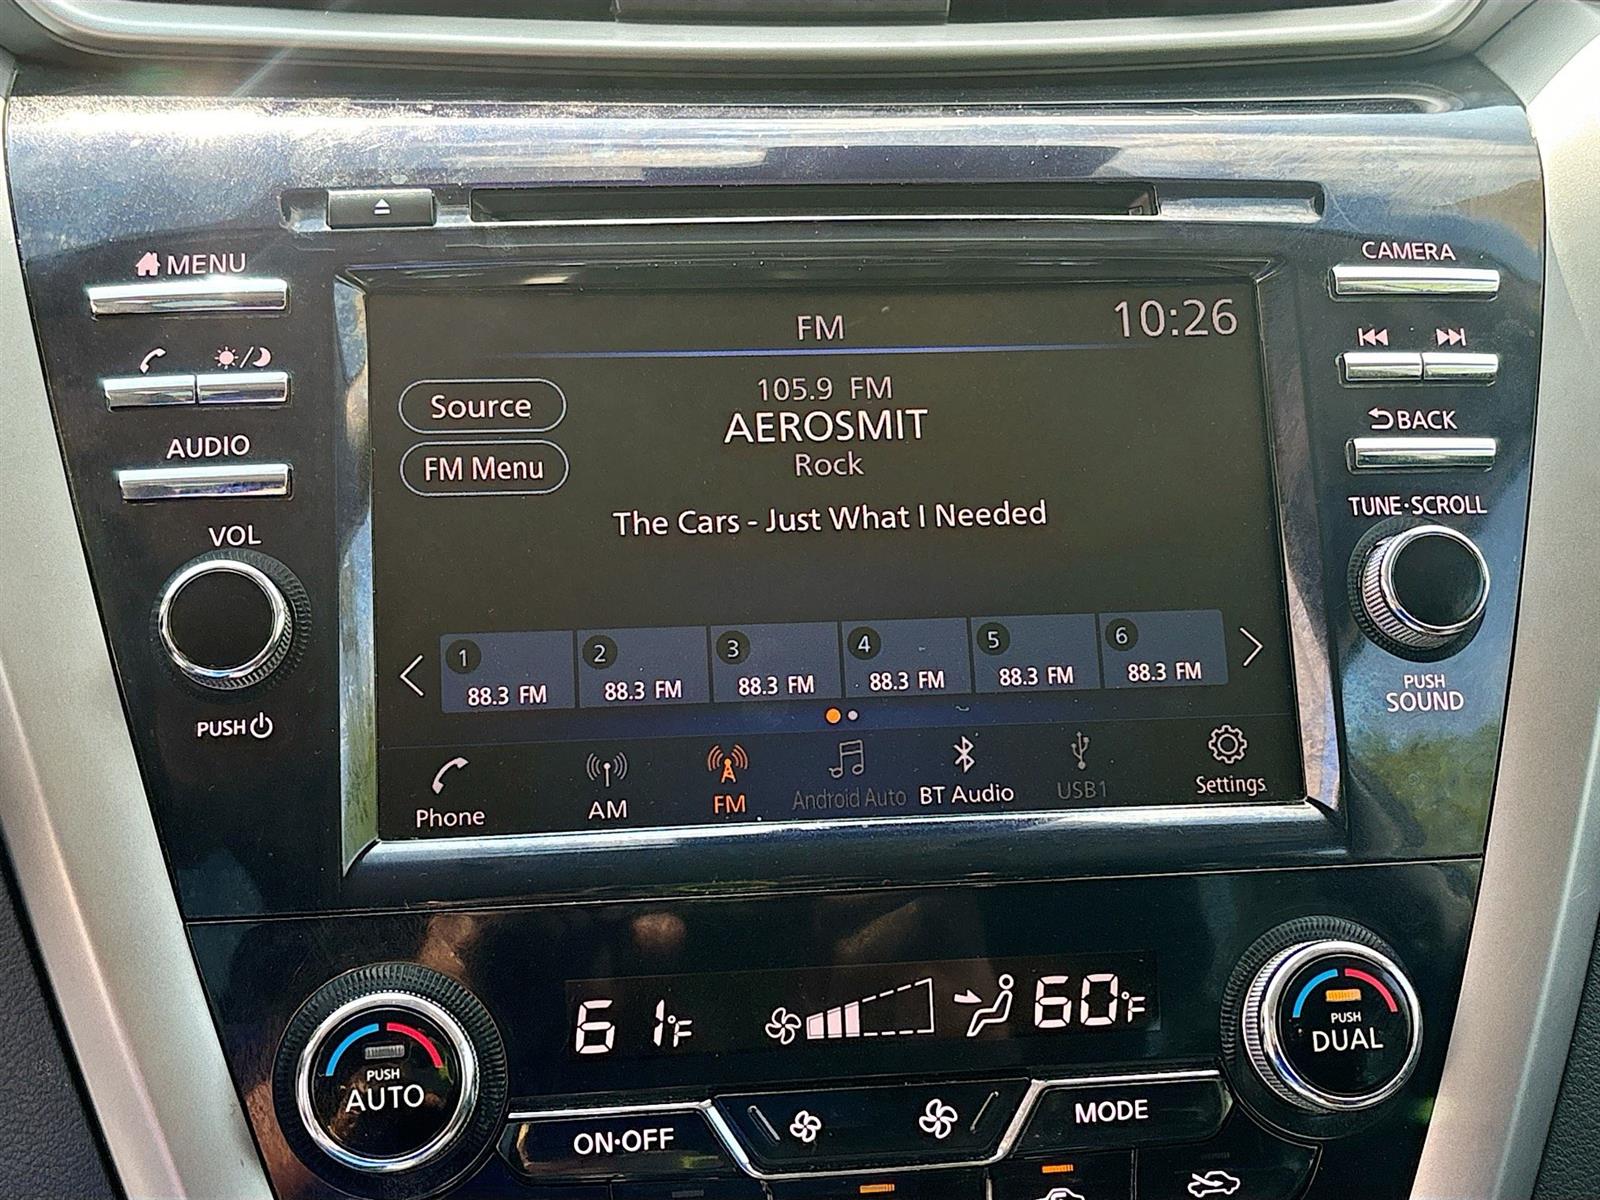 MENU
CAMERA
FM
10:26
AUDIO
Source
105.9 FM
AEROSMIT
FM Menu
Rock
BACK
The Cars - Just What I Needed
VOL
TUNE·SCROLL
1
2
3
4
5
6
88.3 FM
88.3 FM
88.3 FM
88.3 FM
88.3 FM
88.3 FM
PUSH
PUSH
SOUND
Phone
AM
FM
Android Auto
BT Audio
USB1
Settings
61°F
60°F
PUSH
AUTO
PUSH
DUAL
ON·OFF
MODE